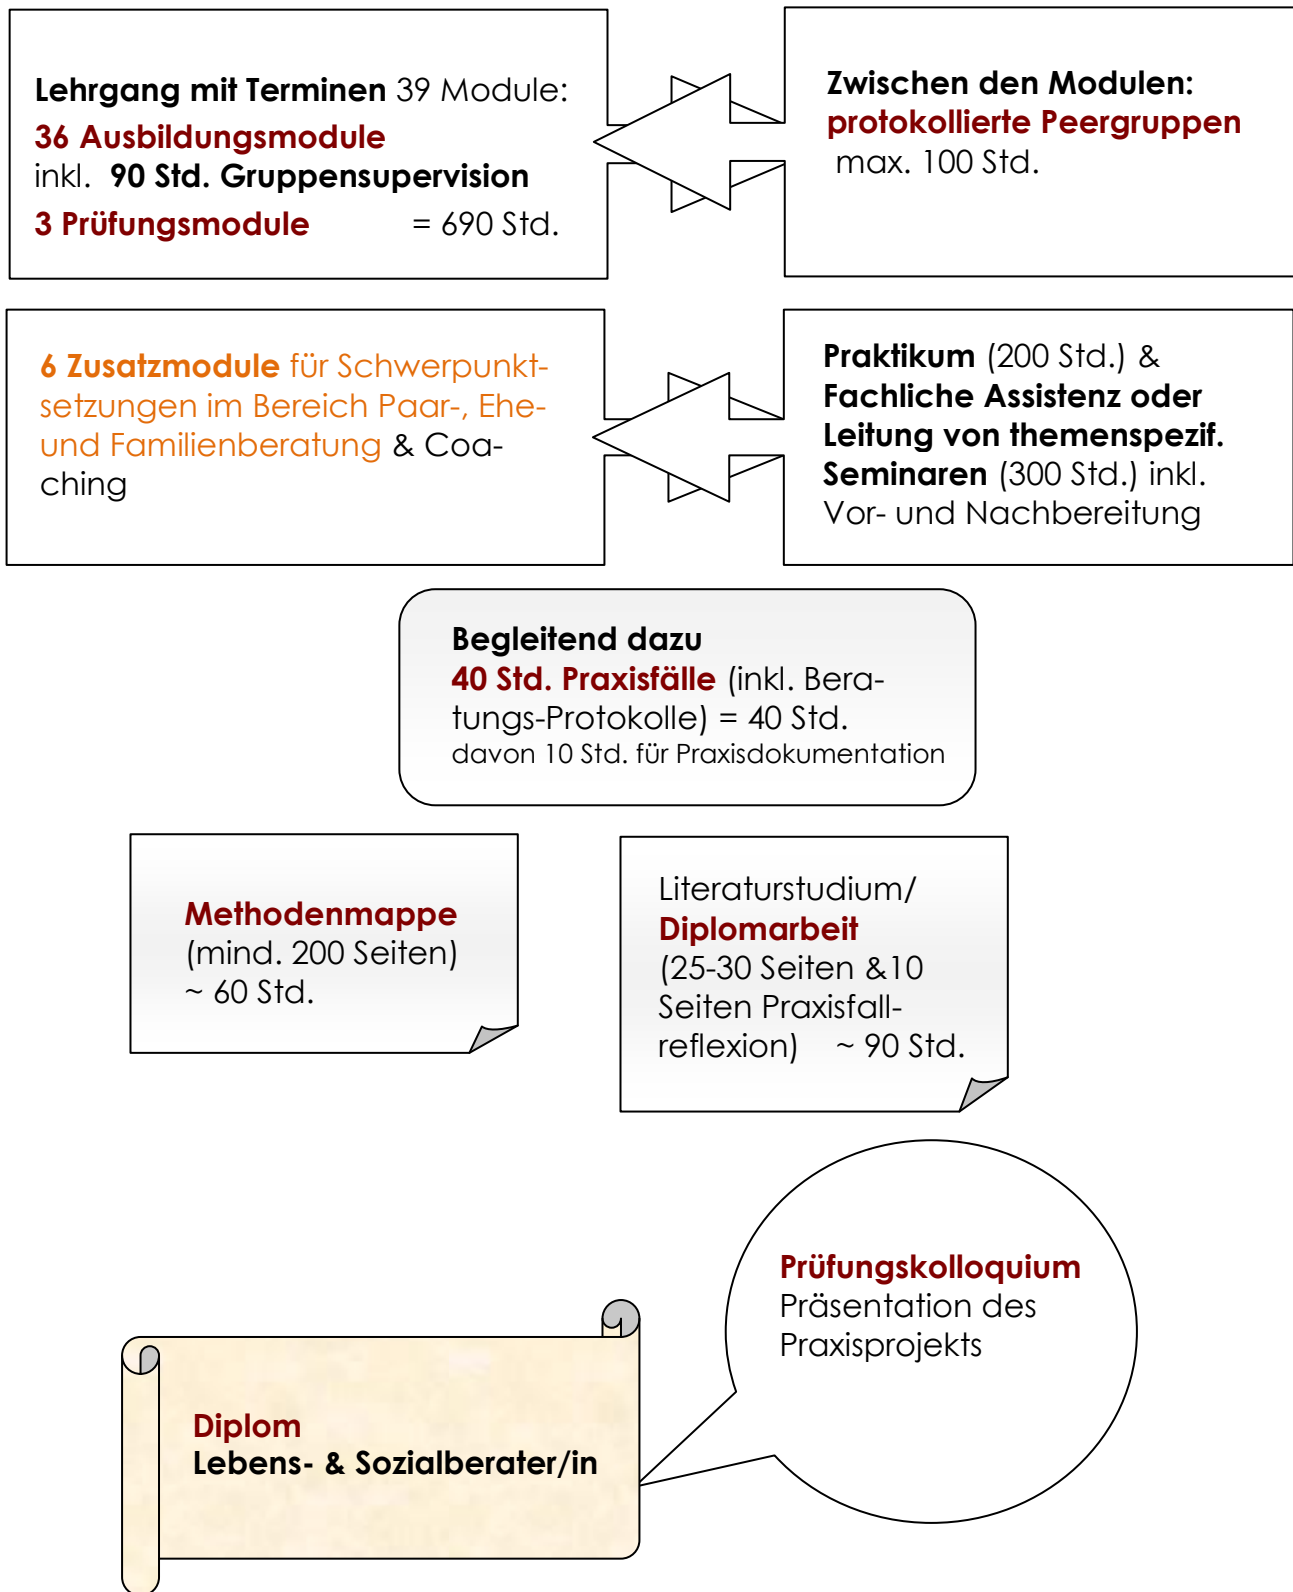 Lehrgang mit Terminen 39 Module:
36 Ausbildungsmodule
inkl. 90 Std. Gruppensupervision
3 Prüfungsmodule = 690 Std.
Zwischen den Modulen:
protokollierte Peergruppen
max. 100 Std.
6 Zusatzmodule für Schwerpunkt-
setzungen im Bereich Paar-, Ehe-
und Familienberatung & Coa-
ching
Praktikum (200 Std.) &
Fachliche Assistenz oder
Leitung von themenspezif.
Seminaren (300 Std.) inkl.
Vor- und Nachbereitung
Begleitend dazu
40 Std. Praxisfälle (inkl. Bera-
tungs-Protokolle) = 40 Std.
davon 10 Std. für Praxisdokumentation
Methodenmappe
(mind. 200 Seiten)
~ 60 Std.
Literaturstudium/
Diplomarbeit
(25-30 Seiten &10
Seiten Praxisfall-
reflexion) ~ 90 Std.
Prüfungskolloquium
Präsentation des
Praxisprojekts
Diplom
Lebens- & Sozialberater/in